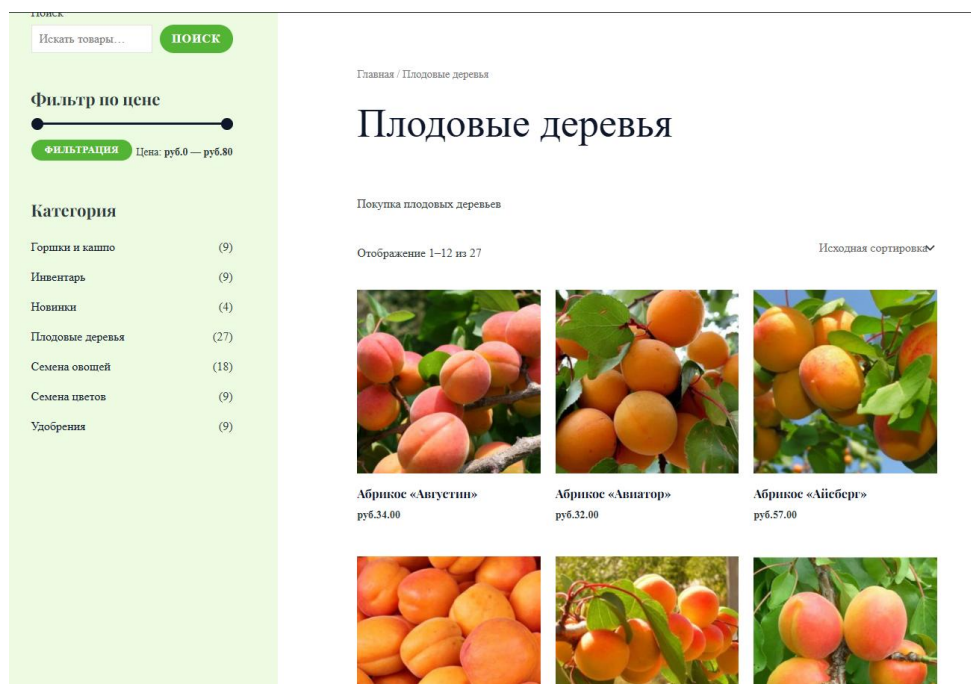 Поиск
Искать товары…
ПОИСК
Фильтр по цене
ФИЛЬТРАЦИЯ
Цена: руб.0 — руб.80
Категория
Горшки и кашпо (9)
Инвентарь (9)
Новинки (4)
Плодовые деревья (27)
Семена овощей (18)
Семена цветов (9)
Удобрения (9)
Главная / Плодовые деревья
Плодовые деревья
Покупка плодовых деревьев
Отображение 1–12 из 27
Исходная сортировка
Абрикос «Августин»
руб.34.00
Абрикос «Авиатор»
руб.32.00
Абрикос «Айсберг»
руб.57.00